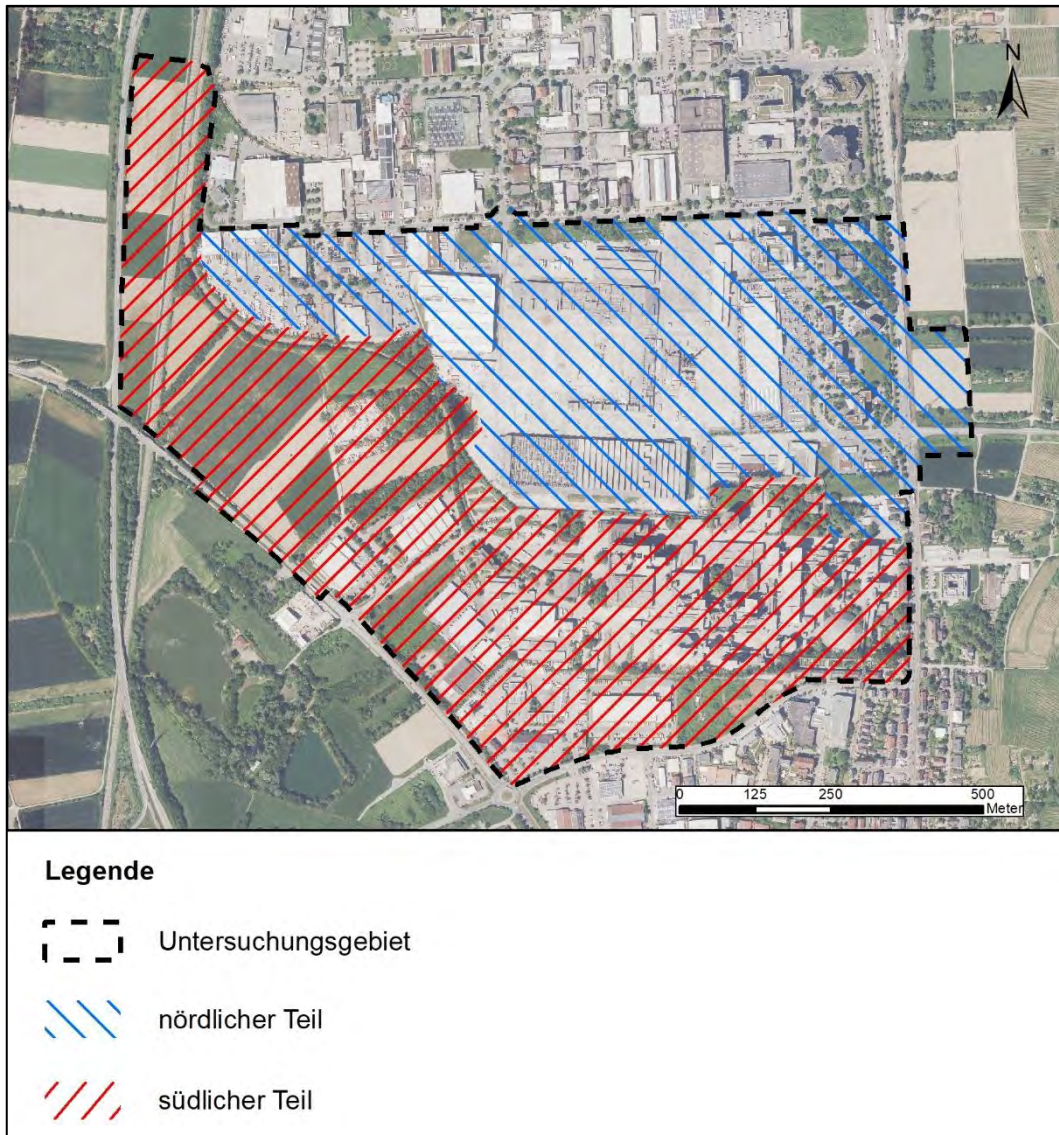 N
0 125 250 500
Meter
Legende
Untersuchungsgebiet
nördlicher Teil
südlicher Teil